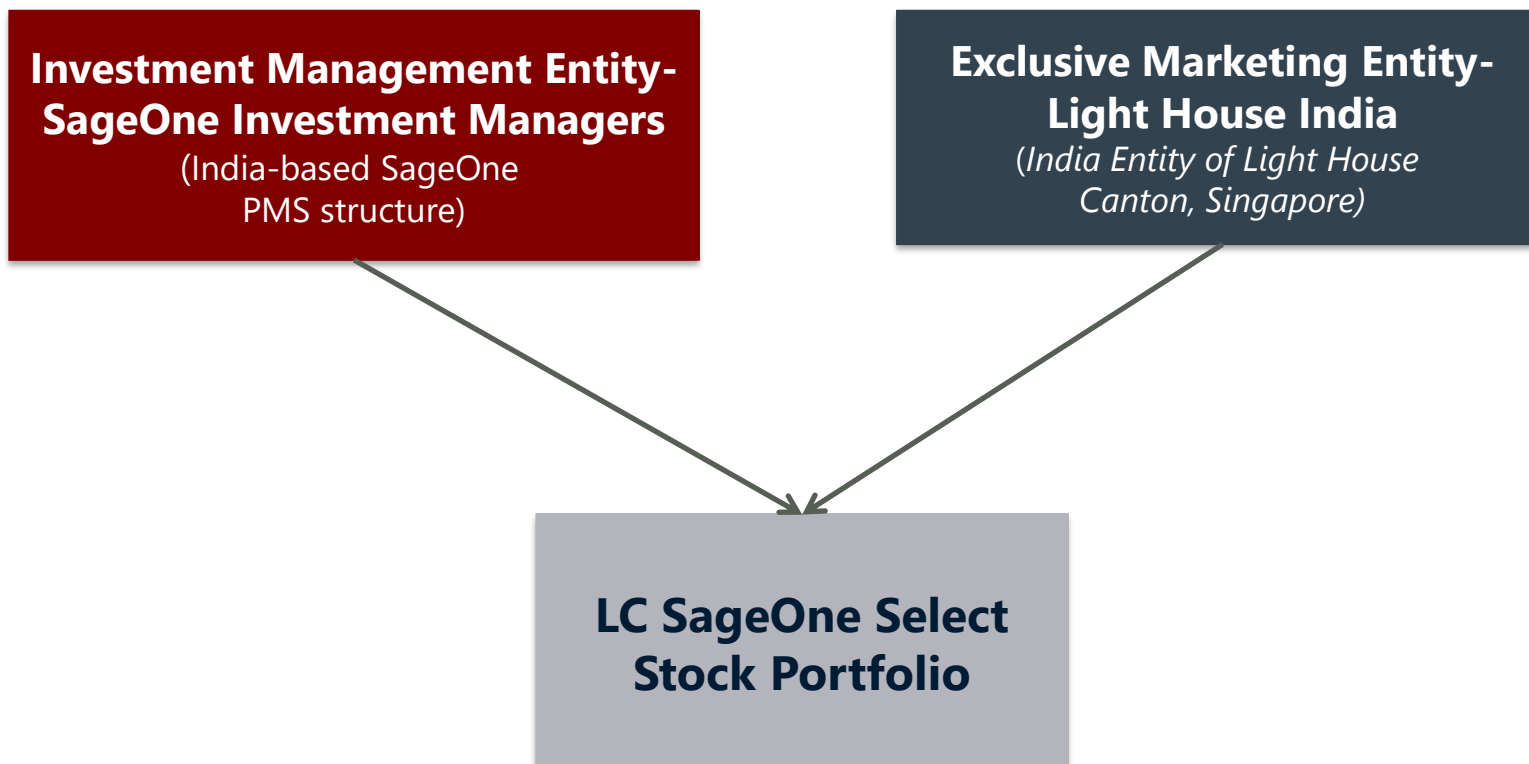 Investment Management Entity-
SageOne Investment Managers
(India-based SageOne
PMS structure)
Exclusive Marketing Entity-
Light House India
(India Entity of Light House
Canton, Singapore)
LC SageOne Select
Stock Portfolio